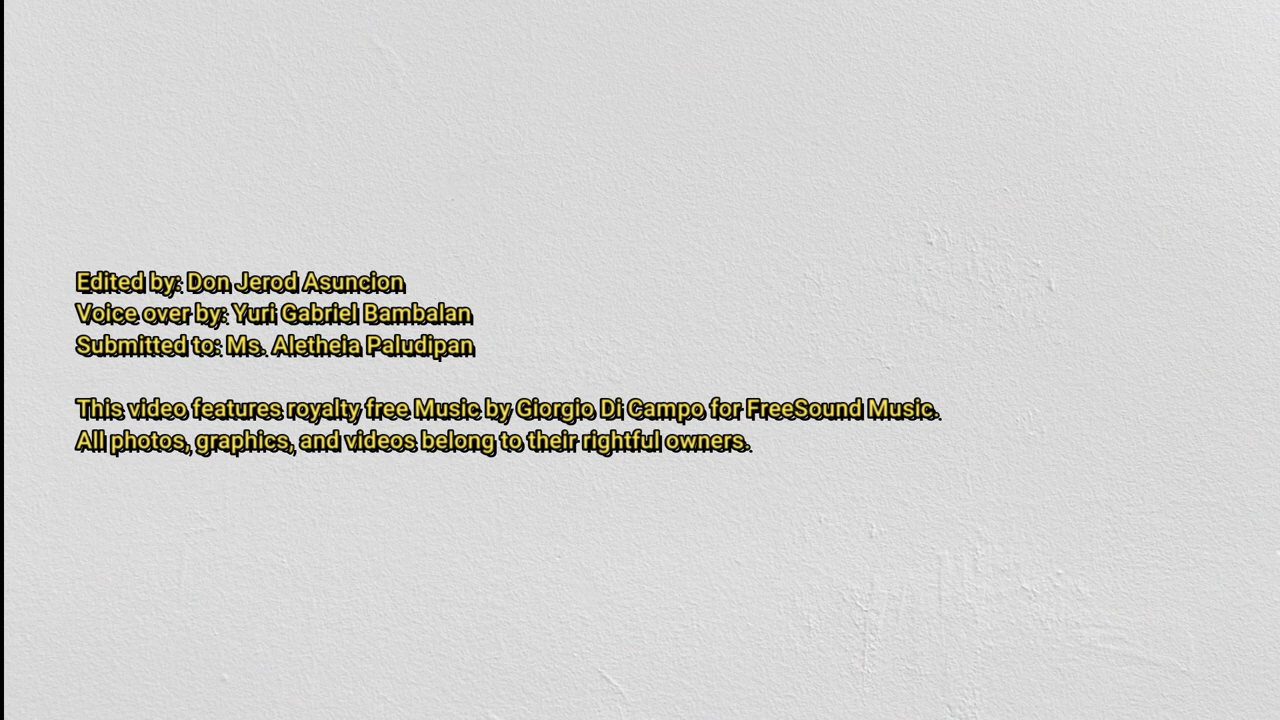 Edited by: Don Jerod Asuncion
Voice over by: Yuri Gabriel Bambalan
Submitted to: Ms. Aletheia Paludipan
This video features royalty free Music by Giorgio Di Campo for FreeSound Music.
All photos, graphics, and videos belong to their rightful owners.